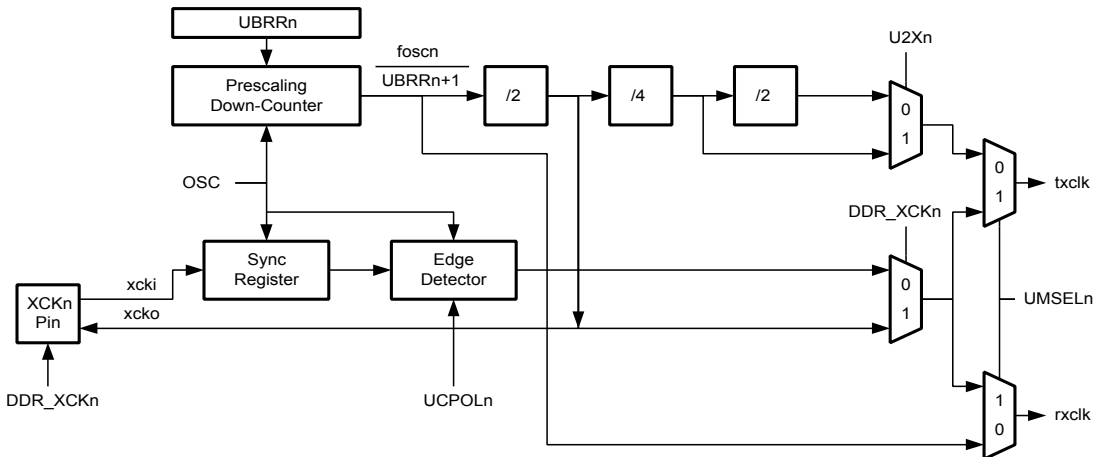 UBRRn
U2Xn
foscn
UBRRn+1
Prescaling
Down-Counter
/2
/4
/2
0
1
OSC
DDR_XCKn
0
1
txclk
Sync
Register
Edge
Detector
xcki
XCKn
Pin
xcko
0
1
UMSELn
DDR_XCKn
UCPOLn
1
0
rxclk